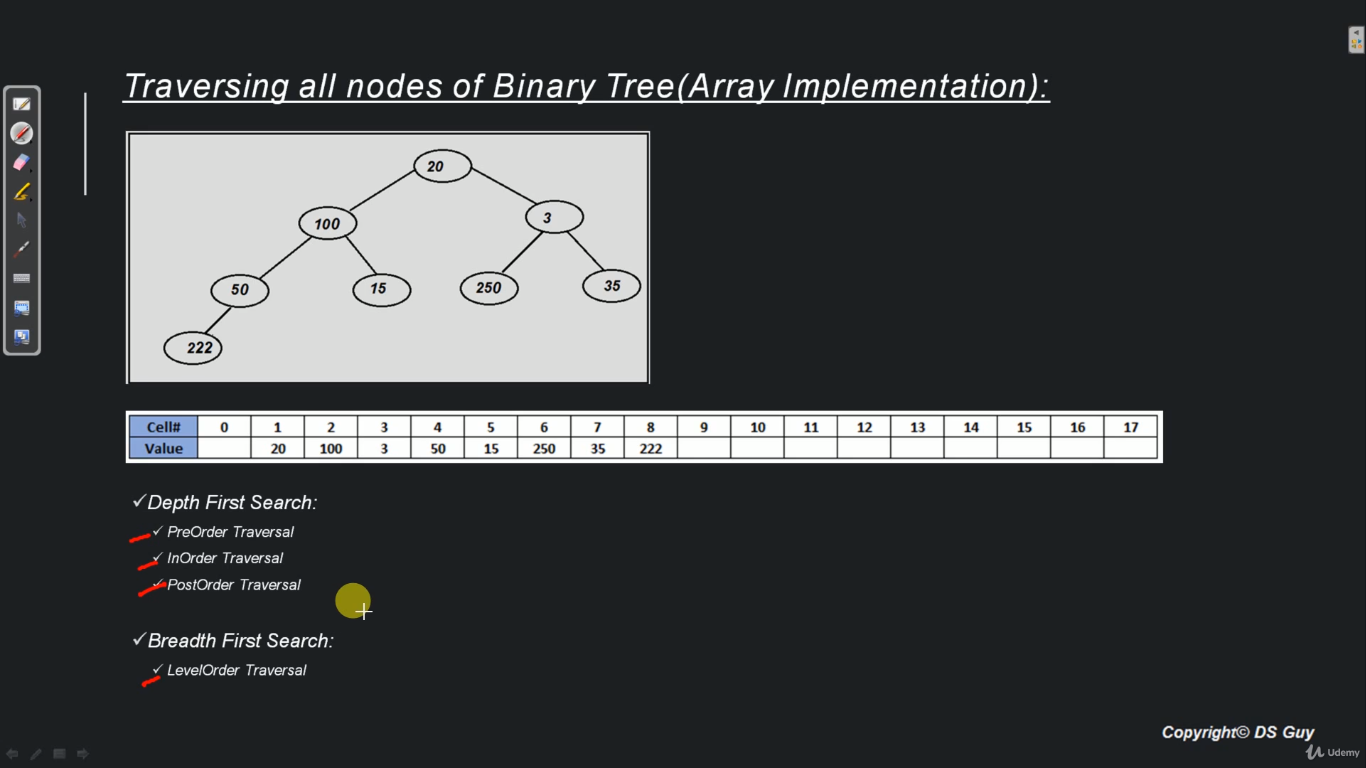 Traversing all nodes of Binary Tree(Array Implementation):
20
100 3
50 15 250 35
222
Cell# 0 1 2 3 4 5 6 7 8 9 10 11 12 13 14 15 16 17
Value 20 100 3 50 15 250 35 222
✓Depth First Search:
✓ PreOrder Traversal
✓ InOrder Traversal
✓ PostOrder Traversal
✓Breadth First Search:
✓ LevelOrder Traversal
Copyright© DS Guy
Udemy